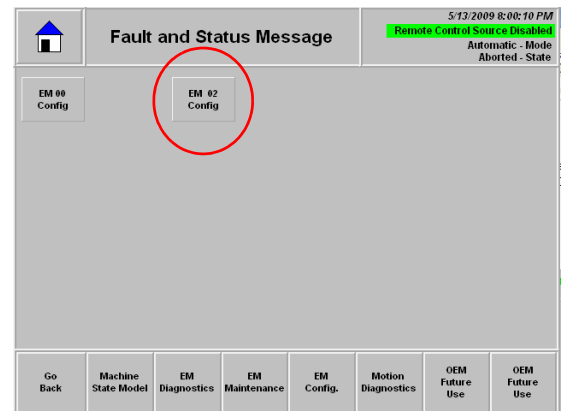 Fault and Status Message
5/13/2009 8:00:10 PM
Remote Control Source Disabled
Automatic - Mode
Aborted - State
EM 00
Config
EM 02
Config
Go
Back
Machine
State Model
EM
Diagnostics
EM
Maintenance
EM
Config.
Motion
Diagnostics
OEM
Future
Use
OEM
Future
Use